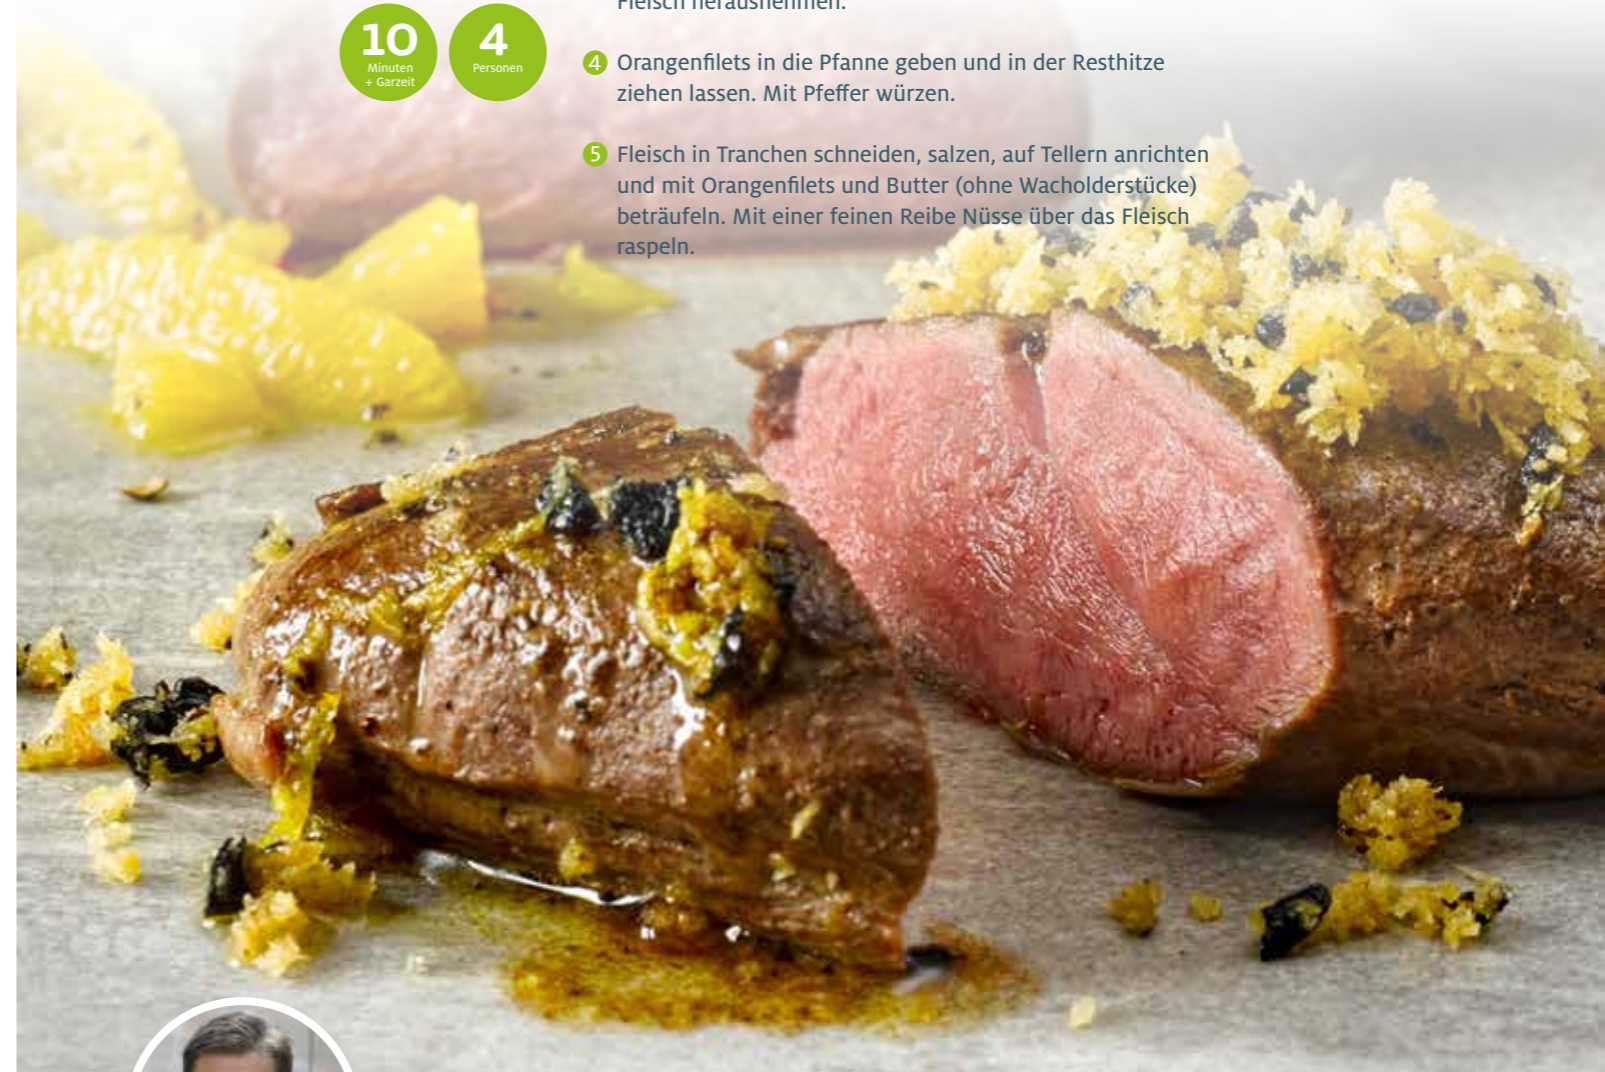 Fleisch herausnehmen.
10
Minuten
+ Garzeit
4
Personen
4 Orangenfilets in die Pfanne geben und in der Resthitze
ziehen lassen. Mit Pfeffer würzen.
5 Fleisch in Tranchen schneiden, salzen, auf Tellern anrichten
und mit Orangenfilets und Butter (ohne Wacholderstücke)
beträufeln. Mit einer feinen Reibe Nüsse über das Fleisch
raspeln.